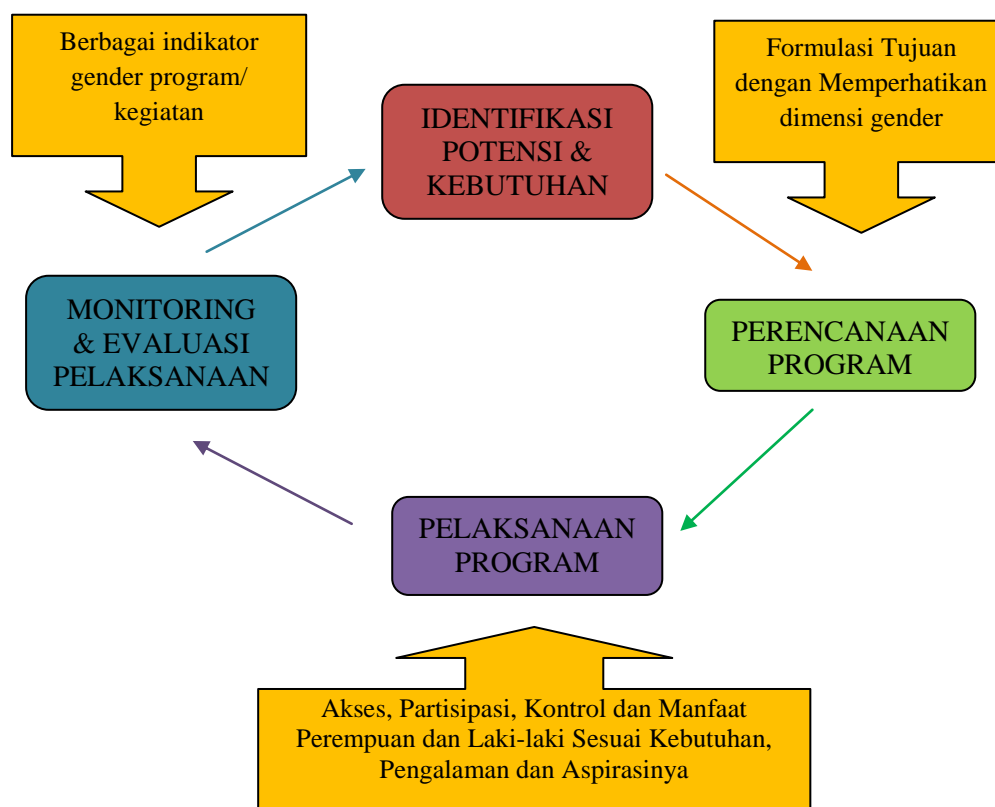 Berbagai indikator
gender program/
kegiatan
Formulasi Tujuan
dengan Memperhatikan
dimensi gender
IDENTIFIKASI
POTENSI &
KEBUTUHAN
MONITORING
& EVALUASI
PELAKSANAAN
PERENCANAAN
PROGRAM
PELAKSANAAN
PROGRAM
Akses, Partisipasi, Kontrol dan Manfaat
Perempuan dan Laki-laki Sesuai Kebutuhan,
Pengalaman dan Aspirasinya